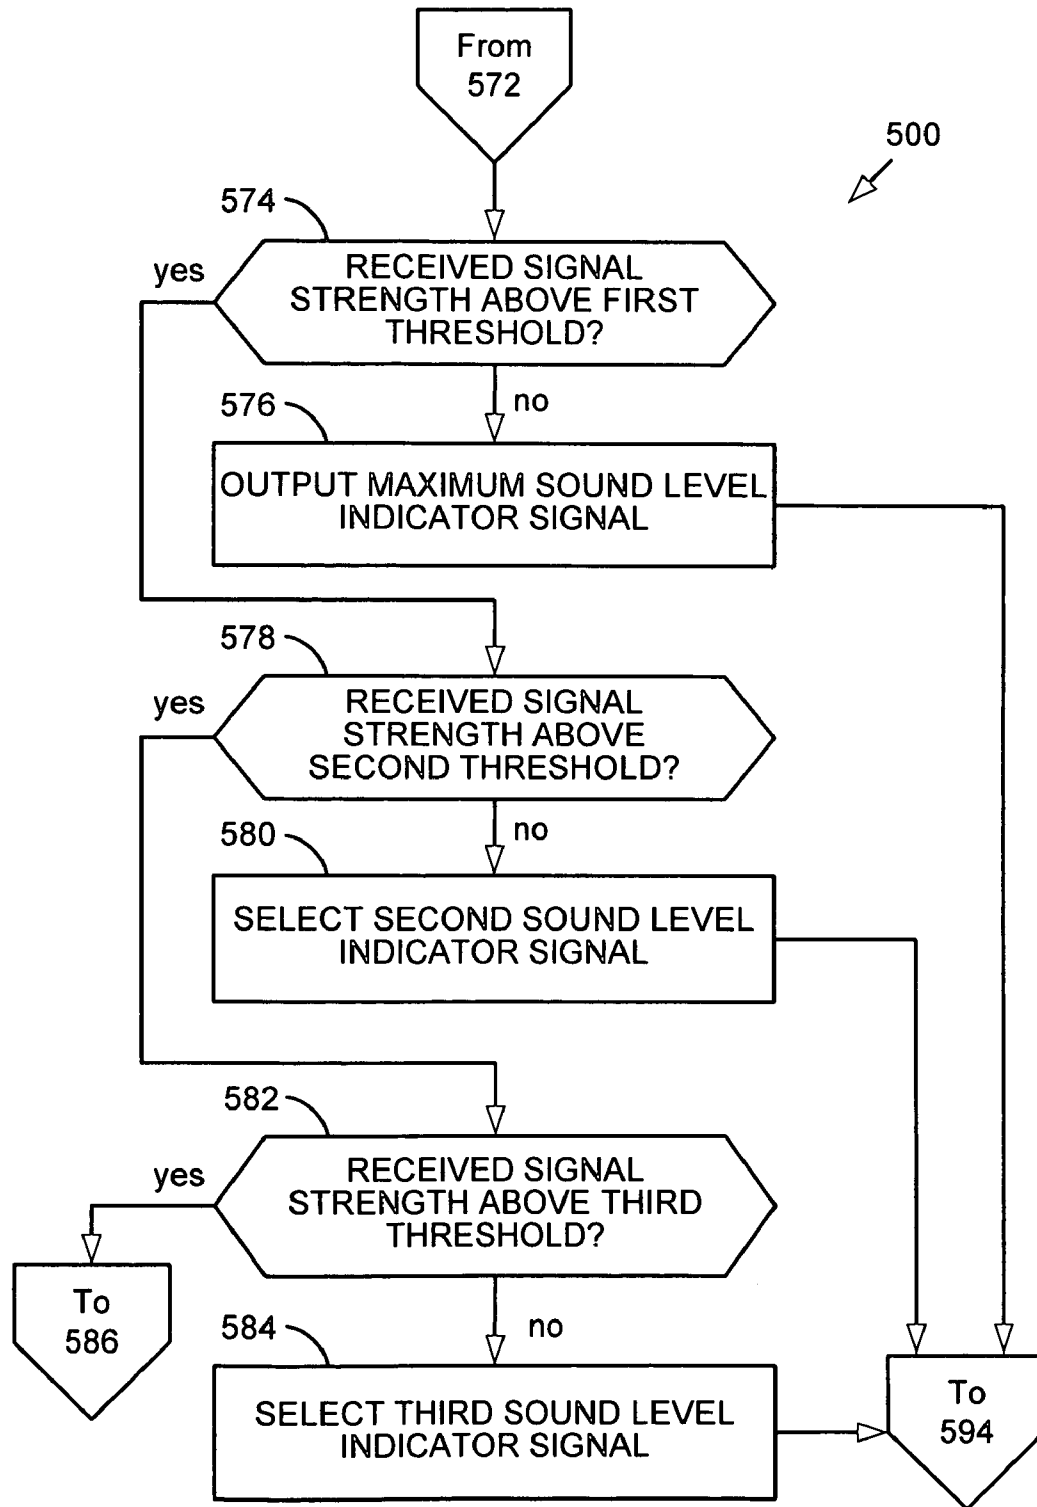 From
572
500
574
yes
RECEIVED SIGNAL
STRENGTH ABOVE FIRST
THRESHOLD?
no
576
OUTPUT MAXIMUM SOUND LEVEL
INDICATOR SIGNAL
578
yes
RECEIVED SIGNAL
STRENGTH ABOVE
SECOND THRESHOLD?
no
580
SELECT SECOND SOUND LEVEL
INDICATOR SIGNAL
582
yes
RECEIVED SIGNAL
STRENGTH ABOVE THIRD
THRESHOLD?
To
586
no
584
SELECT THIRD SOUND LEVEL
INDICATOR SIGNAL
To
594